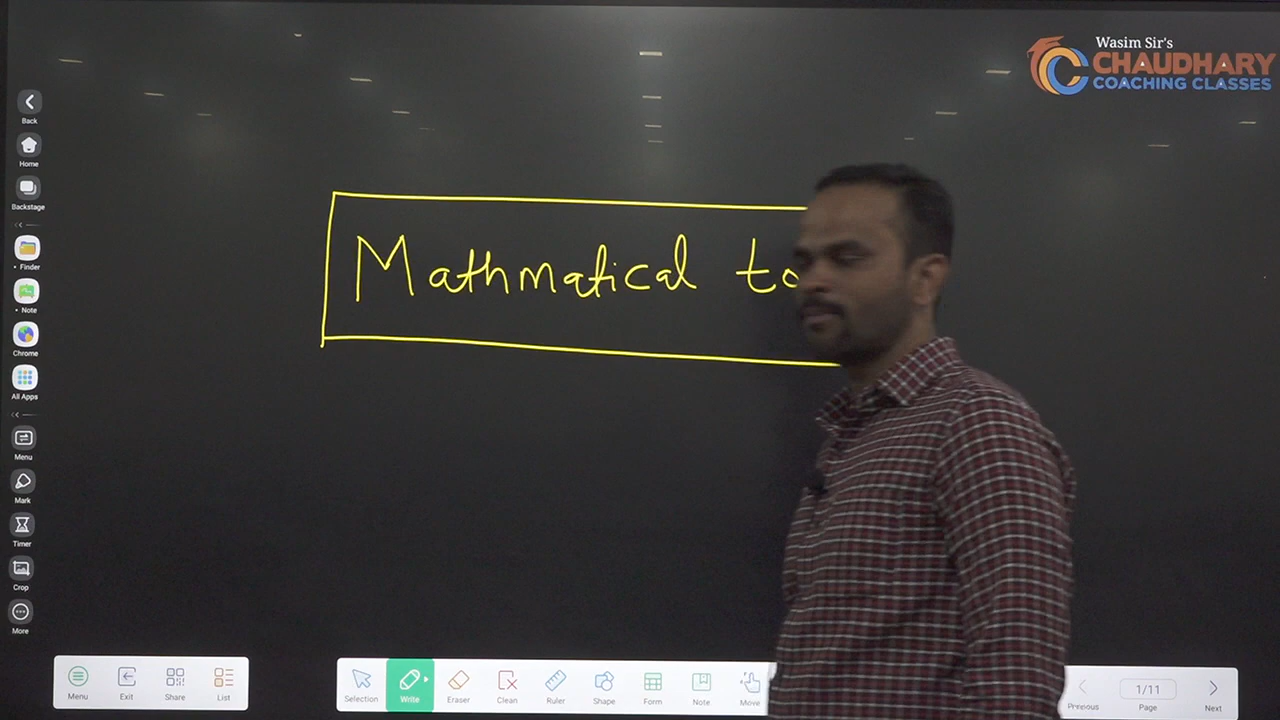 Wasim Sir's
CHAUDHARY
COACHING CLASSES
Back
Home
Backstage
Finder
Note
Chrome
All Apps
Menu
Mark
Timer
Crop
More
Mathmatical
Menu Exit Share List
Selection Write Eraser Clean Ruler Shape Form Note Move
Previous 1/11 Page Next